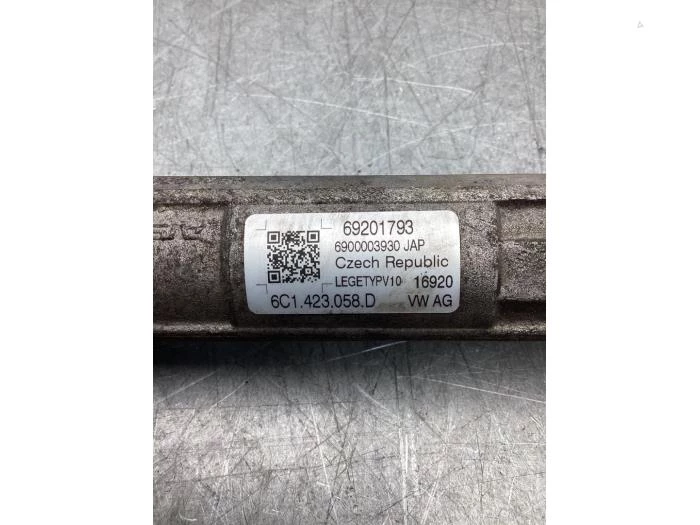 69201793
6900003930 JAP
Czech Republic
LEGETYPV10 16920
6C1.423.058.D VW AG